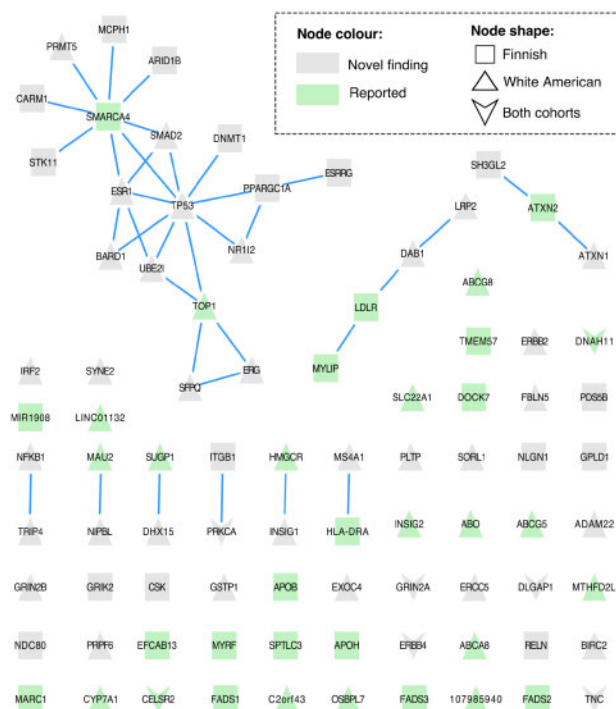 MCPH1
PRMT5
ARID1B
CARM1
SMARCA4
STK11
SMAD2
DNMT1
ESRRG
ESR1
PPARGC1A
TP53
BARD1
UBE2I
NR1I2
TOP1
SFPQ
ERG
Node colour:
Novel finding
Reported
Node shape:
Finnish
White American
Both cohorts
SH3GL2
LRP2
ATXN2
DAB1
ATXN1
ABCG8
LDLR
MYLIP
TMEM57 ERBB2 DNAH11
IRF2 SYNE2 SLC22A1 DOCK7 FBLN5 PDS5B
MIR1908 LINC01132
NFKB1 MAU2 SUGP1 ITGB1 HMGCR MS4A1 PLTP SORL1 NLGN1 GPLD1
TRIP4 NIPBL DHX15 PRKCA INSIG1 HLA-DRA INSIG2 ABO ABCG5 ADAM22
GRIN2B GRIK2 CSK GSTP1 APOB EXOC4 GRIN2A ERCC5 DLGAP1 MTHFD2L
NDC80 PRPF6 EFCAB13 MYRF SPTLC3 APOH ERBB4 ABCA8 RELN BIRC2
MARC1 CYP7A1 CELSR2 FADS1 C2orf43 OSBPL7 FADS3 107985940 FADS2 TNC